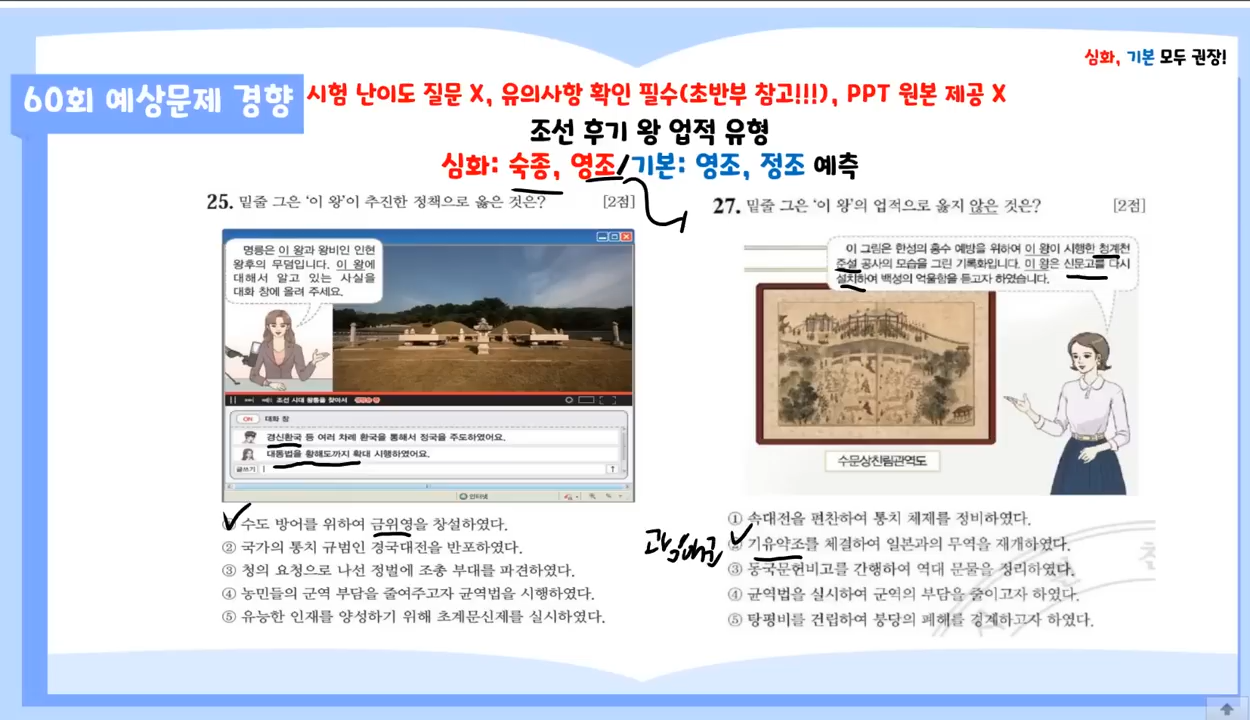 심화, 기본 모두 권장!
60회 예상문제 경향
시험 난이도 질문 X, 유의사항 확인 필수(초반부 참고!!!), PPT 원본 제공 X
조선 후기 왕 업적 유형
심화: 숙종, 영조/기본: 영조, 정조 예측
25. 밑줄 그은 '이 왕'이 추진한 정책으로 옳은 것은? [2점]
명릉은 이 왕과 왕비인 인현
왕후의 무덤입니다. 이 왕에
대해서 알고 있는 사실을
대화 창에 올려 주세요.
조선 시대 왕릉을 찾아서
ON 대화 창
경신환국 등 여러 차례 환국을 통해서 정국을 주도하였어요.
대동법을 황해도까지 확대 시행하였어요.
글쓰기
인터넷
① 수도 방어를 위하여 금위영을 창설하였다.
② 국가의 통치 규범인 경국대전을 반포하였다.
③ 청의 요청으로 나선 정벌에 조총 부대를 파견하였다.
④ 농민들의 군역 부담을 줄여주고자 균역법을 시행하였다.
⑤ 유능한 인재를 양성하기 위해 초계문신제를 실시하였다.
27. 밑줄 그은 '이 왕'의 업적으로 옳지 않은 것은? [2점]
이 그림은 한성의 홍수 예방을 위하여 이 왕이 시행한 청계천
준설 공사의 모습을 그린 기록화입니다. 이 왕은 신문고를 다시
설치하여 백성의 억울함을 듣고자 하였습니다.
수문상친림관역도
① 속대전을 편찬하여 통치 체제를 정비하였다.
② 기유약조를 체결하여 일본과의 무역을 재개하였다.
③ 동국문헌비고를 간행하여 역대 문물을 정리하였다.
④ 균역법을 실시하여 군역의 부담을 줄이고자 하였다.
⑤ 탕평비를 건립하여 붕당의 폐해를 경계하고자 하였다.